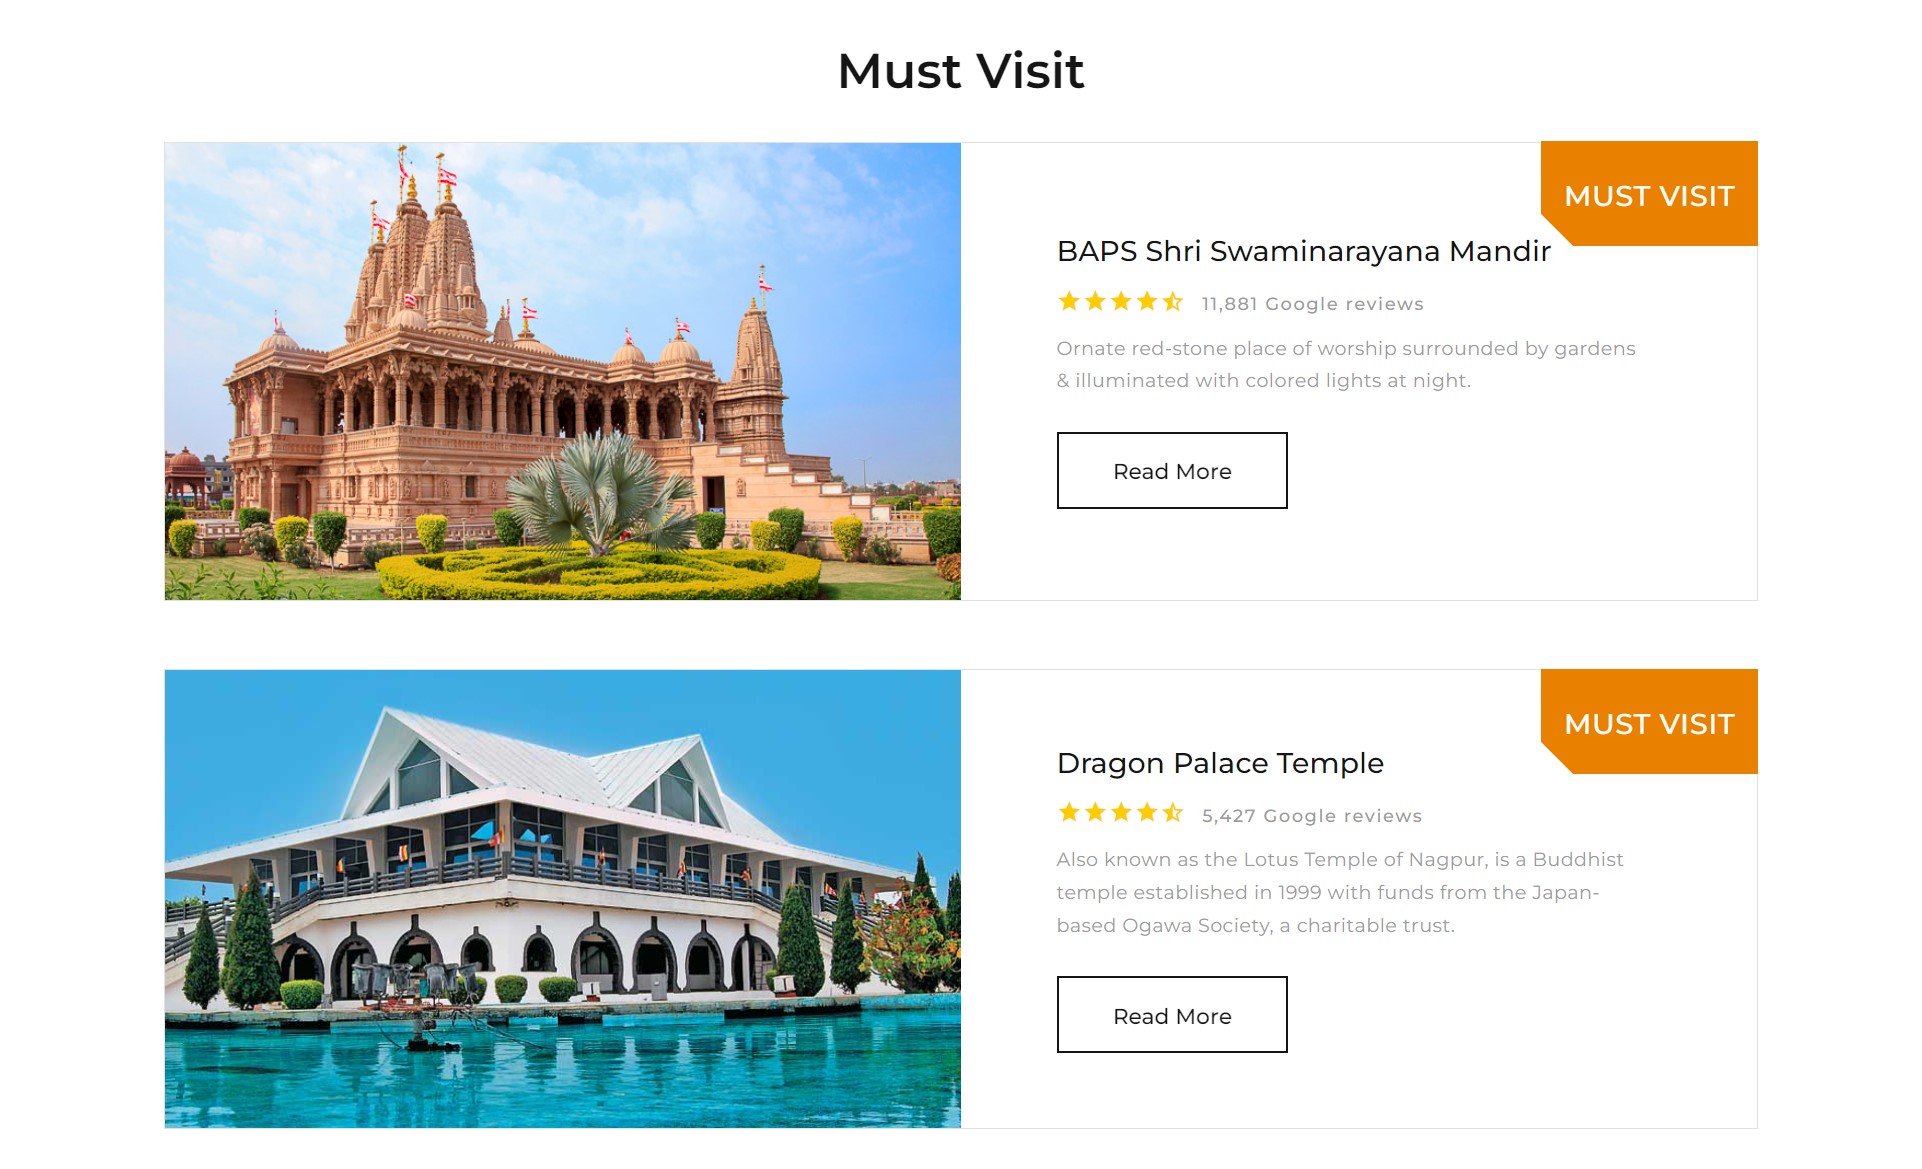 Must Visit
MUST VISIT
BAPS Shri Swaminarayana Mandir
11,881 Google reviews
Ornate red-stone place of worship surrounded by gardens
& illuminated with colored lights at night.
Read More
MUST VISIT
Dragon Palace Temple
5,427 Google reviews
Also known as the Lotus Temple of Nagpur, is a Buddhist
temple established in 1999 with funds from the Japan-
based Ogawa Society, a charitable trust.
Read More